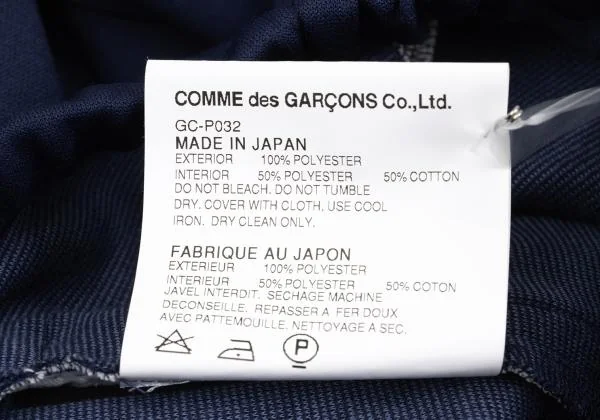 COMME des GARÇONS Co.,Ltd.
GC-P032
MADE IN JAPAN
EXTERIOR 100% POLYESTER
INTERIOR 50% POLYESTER 50% COTTON
DO NOT BLEACH. DO NOT TUMBLE
DRY. COVER WITH CLOTH, USE COOL
IRON. DRY CLEAN ONLY.
FABRIQUE AU JAPON
EXTERIEUR 100% POLYESTER
INTERIEUR 50% POLYESTER 50% COTON
JAVEL INTERDIT. SECHAGE MACHINE
DECONSEILLE. REPASSER A FER DOUX
AVEC PATTEMOUILLE, NETTOYAGE A SEC.
P